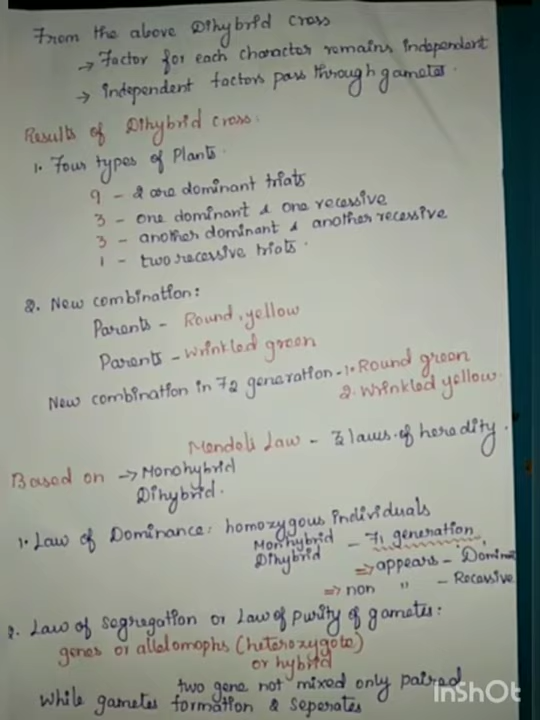 From the above Dihybrid Cross
→ Factor for each character remains independent
→ independent factors pass through gametes.
Results of Dihybrid cross.
1. Four types of Plants.
9 - 2 are dominant triats
3 - one dominant & one recessive
3 - another dominant & another recessive
1 - two recessive triats.
2. New combination:
Parents - Round, yellow
Parents - wrinkled green
New combination in F2 generation - 1. Round green
2. Wrinkled yellow.
Mendel's Law - 3 laws of heredity.
Based on → Monohybrid
Dihybrid.
1. Law of Dominance: homozygous individuals
Monohybrid
Dihybrid - F1 generation
⇒ appears - Domin
⇒ non " - Recessive
2. Law of segregation or Law of purity of gametes:
genes or allelomophs (heterozygote)
or hybrid
two gene not mixed only paired
while gametes formation & seperates
InShOt